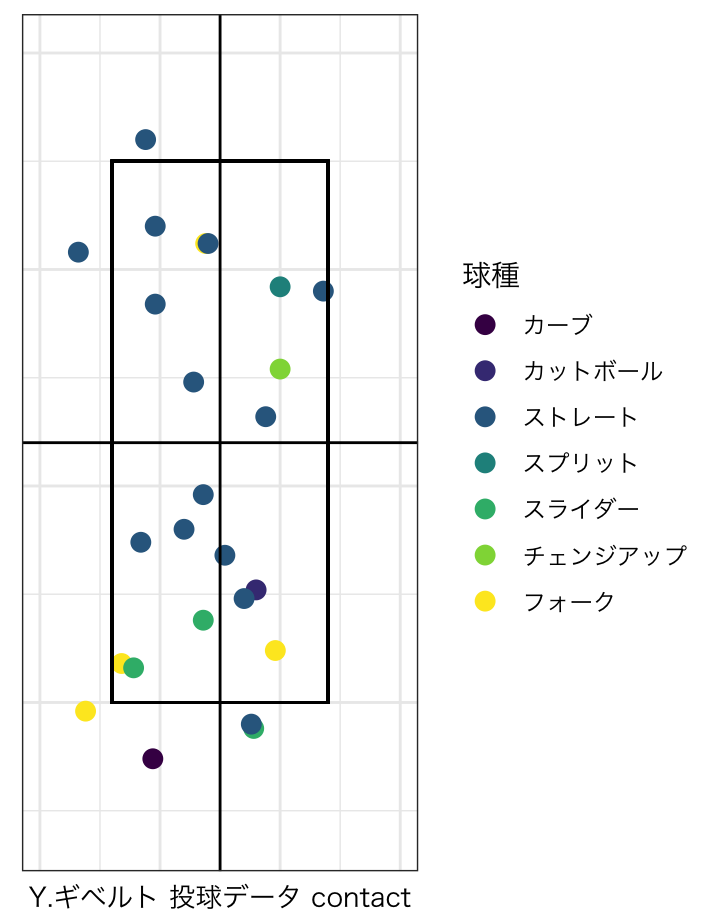 球種
カーブ
カットボール
ストレート
スプリット
スライダー
チェンジアップ
フォーク
Y.ギベルト 投球データ contact